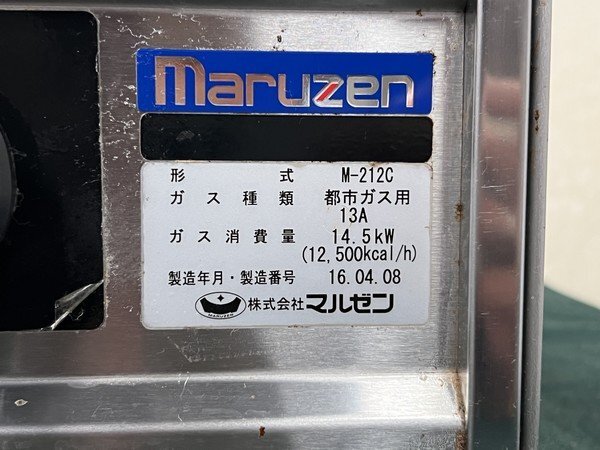 maruzen
形式 M-212C
ガス種類 都市ガス用
13A
ガス消費量 14.5kW
(12,500kcal/h)
製造年月・製造番号 16.04.08
MARUZEN 株式会社マルゼン